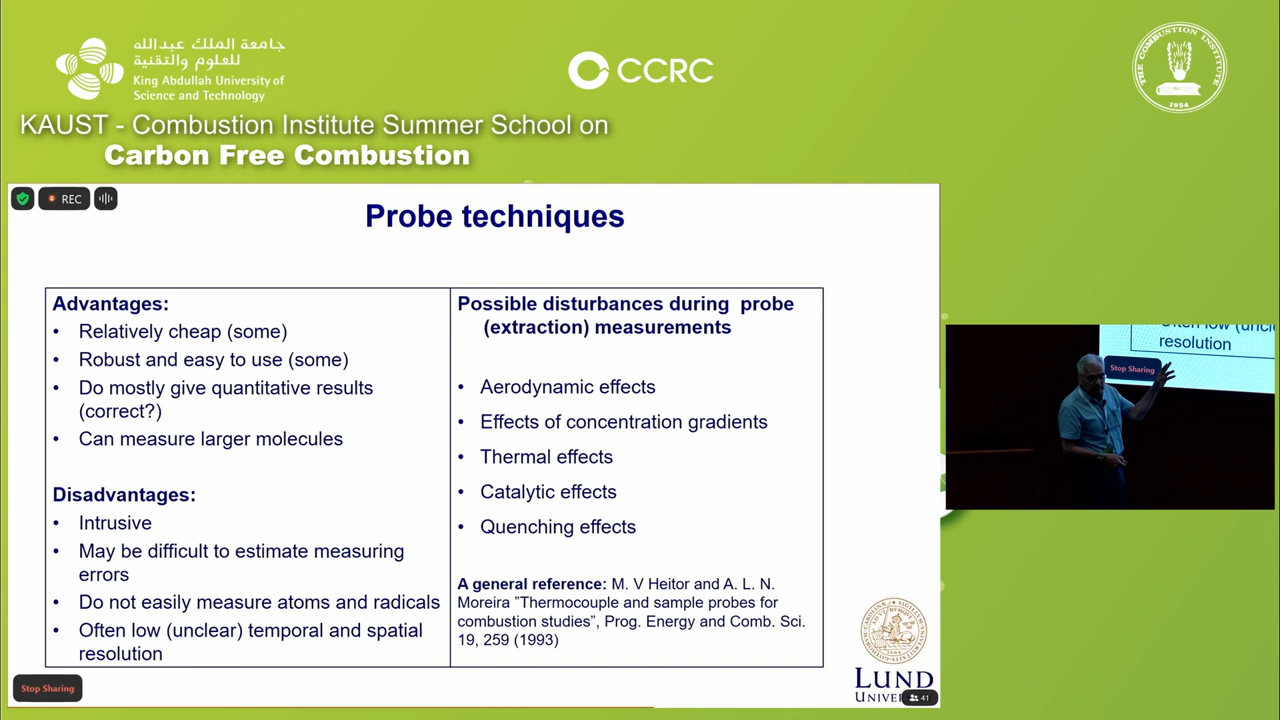 جامعة الملك عبدالله
للعلوم والتقنية
King Abdullah University of
Science and Technology
CCRC
THE COMBUSTION INSTITUTE
1954
KAUST - Combustion Institute Summer School on
Carbon Free Combustion
REC
Probe techniques
Advantages:
• Relatively cheap (some)
• Robust and easy to use (some)
• Do mostly give quantitative results
(correct?)
• Can measure larger molecules
Disadvantages:
• Intrusive
• May be difficult to estimate measuring
errors
• Do not easily measure atoms and radicals
• Often low (unclear) temporal and spatial
resolution
Possible disturbances during probe
(extraction) measurements
• Aerodynamic effects
• Effects of concentration gradients
• Thermal effects
• Catalytic effects
• Quenching effects
A general reference: M. V Heitor and A. L. N.
Moreira ”Thermocouple and sample probes for
combustion studies”, Prog. Energy and Comb. Sci.
19, 259 (1993)
LUND
41
Stop Sharing
resolution
Stop Sharing